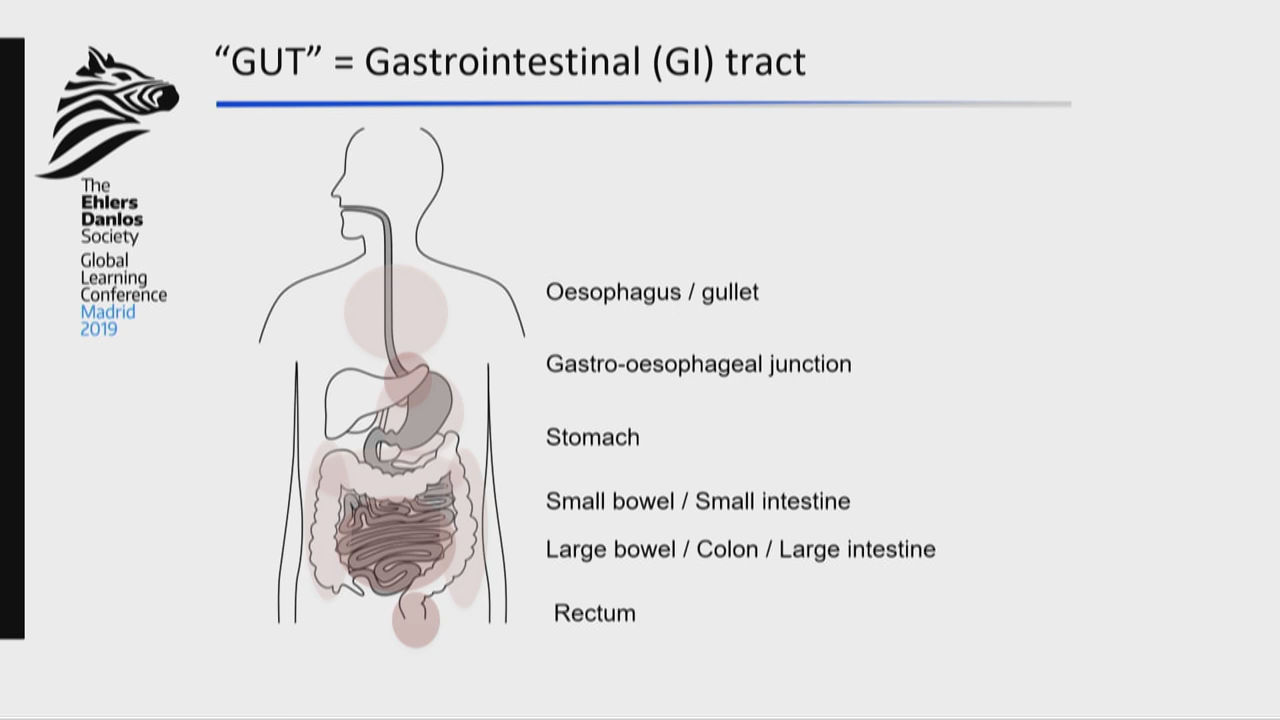 “GUT” = Gastrointestinal (GI) tract
The
Ehlers
Danlos
Society
Global
Learning
Conference
Madrid
2019
Oesophagus / gullet
Gastro-oesophageal junction
Stomach
Small bowel / Small intestine
Large bowel / Colon / Large intestine
Rectum